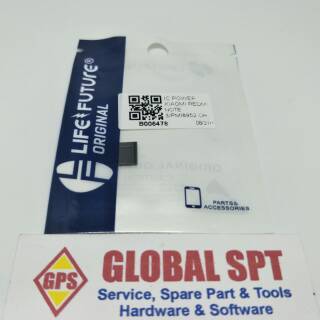 LIFE FUTURE®
ORIGINAL
IC POWER
XIAOMI REDMI
NOTE
B006478
PARTS&
ACCESSORIES
GPS
GLOBAL SPT
Service, Spare Part & Tools
Hardware & Software